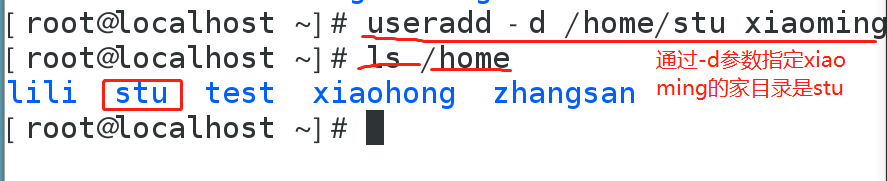 [ root@localhost ~] # useradd - d /home/stu xiaoming
[ root@localhost ~] # ls /home
通过-d参数指定xiao
ming的家目录是stu
lili stu test xiaohong zhangsan
[ root@localhost ~] #